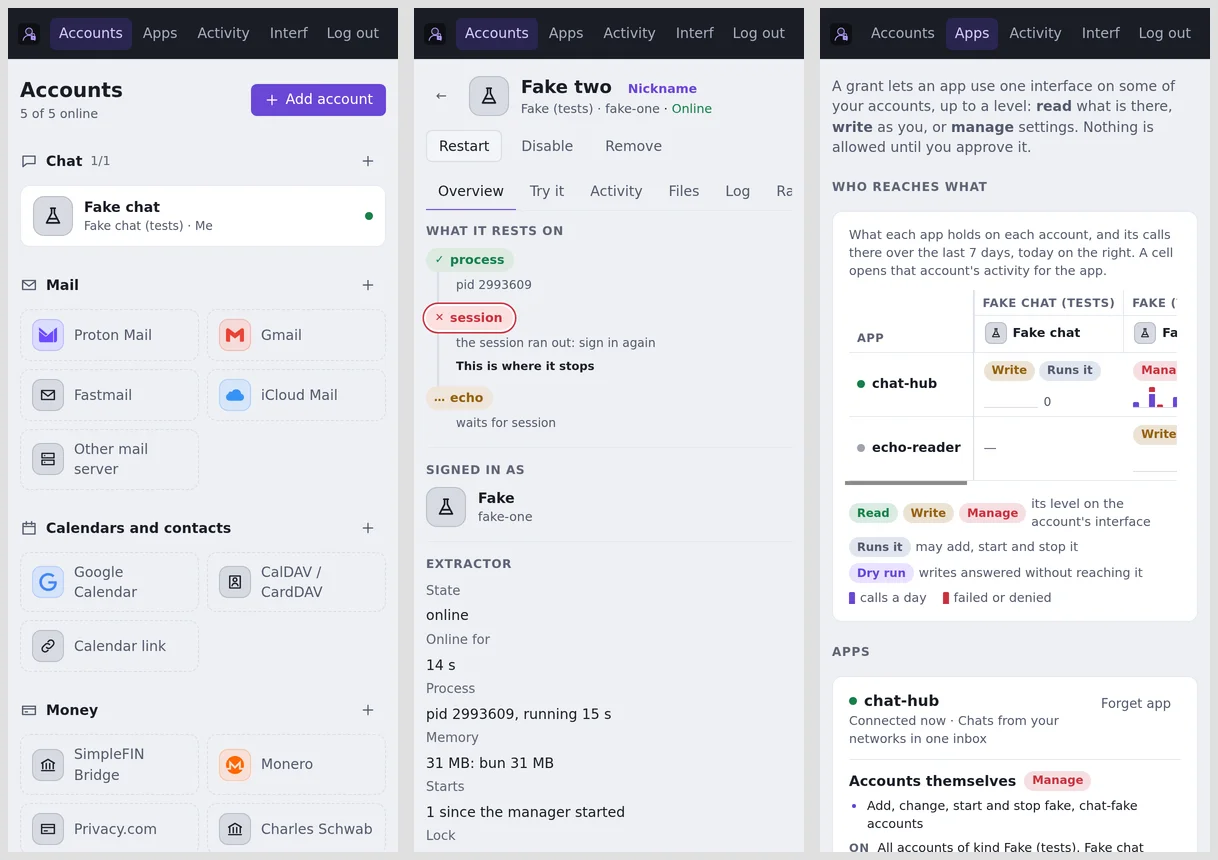 Accounts Apps Activity Interf Log out
Accounts
5 of 5 online
+ Add account
Chat 1/1
Fake chat
Fake chat (tests) · Me
Mail
Proton Mail
Gmail
Fastmail
iCloud Mail
Other mail
server
Calendars and contacts
Google
Calendar
CalDAV /
CardDAV
Calendar link
Money
SimpleFIN
Bridge
Monero
Privacy.com
Charles Schwab
Accounts Apps Activity Interf Log out
← Fake two Nickname
Fake (tests) · fake-one · Online
Restart Disable Remove
Overview Try it Activity Files Log Ra
WHAT IT RESTS ON
✓ process
pid 2993609
✕ session
the session ran out: sign in again
This is where it stops
… echo
waits for session
SIGNED IN AS
Fake
fake-one
EXTRACTOR
State
online
Online for
14 s
Process
pid 2993609, running 15 s
Memory
31 MB: bun 31 MB
Starts
1 since the manager started
Lock
Accounts Apps Activity Interf Log out
A grant lets an app use one interface on some of
your accounts, up to a level: read what is there,
write as you, or manage settings. Nothing is
allowed until you approve it.
WHO REACHES WHAT
What each app holds on each account, and its calls
there over the last 7 days, today on the right. A cell
opens that account's activity for the app.
FAKE CHAT (TESTS) FAKE (
APP Fake chat Fa
chat-hub Write Runs it Mana
0
echo-reader — Write
Read Write Manage its level on the
account's interface
Runs it may add, start and stop it
Dry run writes answered without reaching it
calls a day failed or denied
APPS
chat-hub Forget app
Connected now · Chats from your
networks in one inbox
Accounts themselves Manage
• Add, change, start and stop fake, chat-fake
accounts
ON All accounts of kind Fake (tests), Fake chat